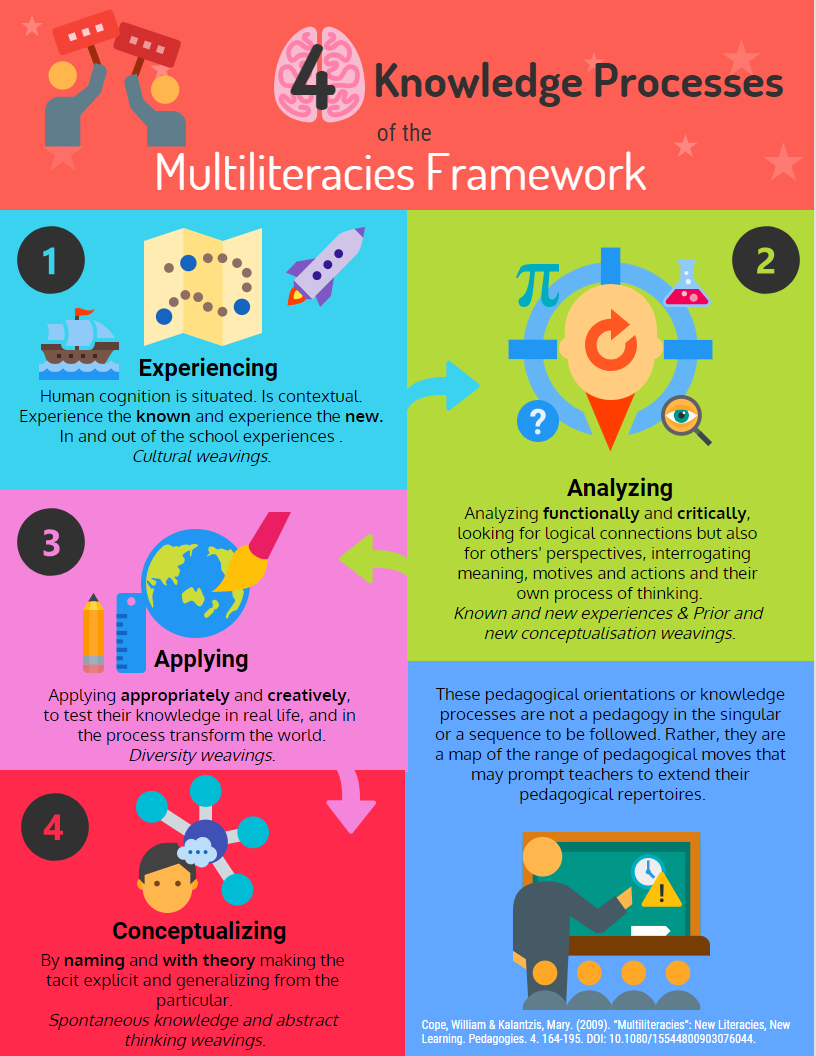 4 Knowledge Processes
of the
Multiliteracies Framework
1
Experiencing
Human cognition is situated. Is contextual.
Experience the known and experience the new.
In and out of the school experiences .
Cultural weavings.
2
π
?
Analyzing
Analyzing functionally and critically,
looking for logical connections but also
for others' perspectives, interrogating
meaning, motives and actions and their
own process of thinking.
Known and new experiences & Prior and
new conceptualisation weavings.
3
Applying
Applying appropriately and creatively,
to test their knowledge in real life, and in
the process transform the world.
Diversity weavings.
4
Conceptualizing
By naming and with theory making the
tacit explicit and generalizing from the
particular.
Spontaneous knowledge and abstract
thinking weavings.
These pedagogical orientations or knowledge
processes are not a pedagogy in the singular
or a sequence to be followed. Rather, they are
a map of the range of pedagogical moves that
may prompt teachers to extend their
pedagogical repertoires.
!
Cope, William & Kalantzis, Mary. (2009). "Multiliteracies": New Literacies, New
Learning. Pedagogies. 4. 164-195. DOI: 10.1080/15544800903076044.